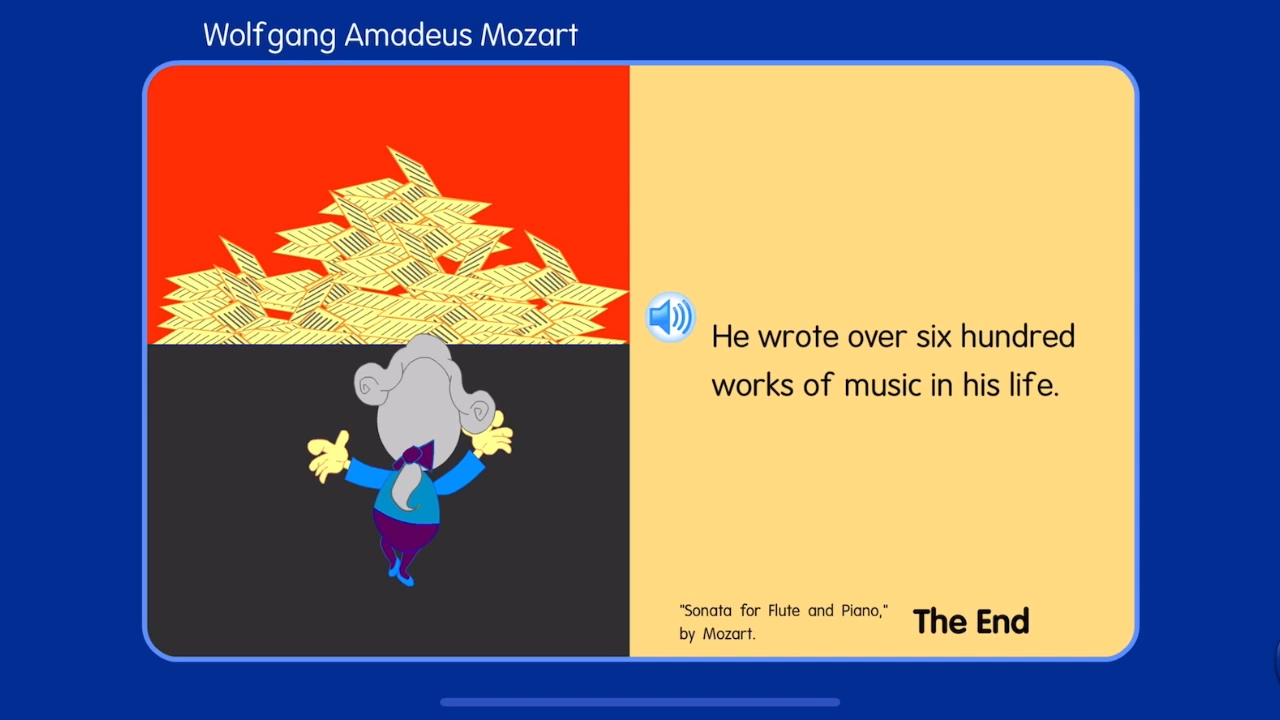 Wolfgang Amadeus Mozart
He wrote over six hundred
works of music in his life.
"Sonata for Flute and Piano,"
by Mozart.
The End